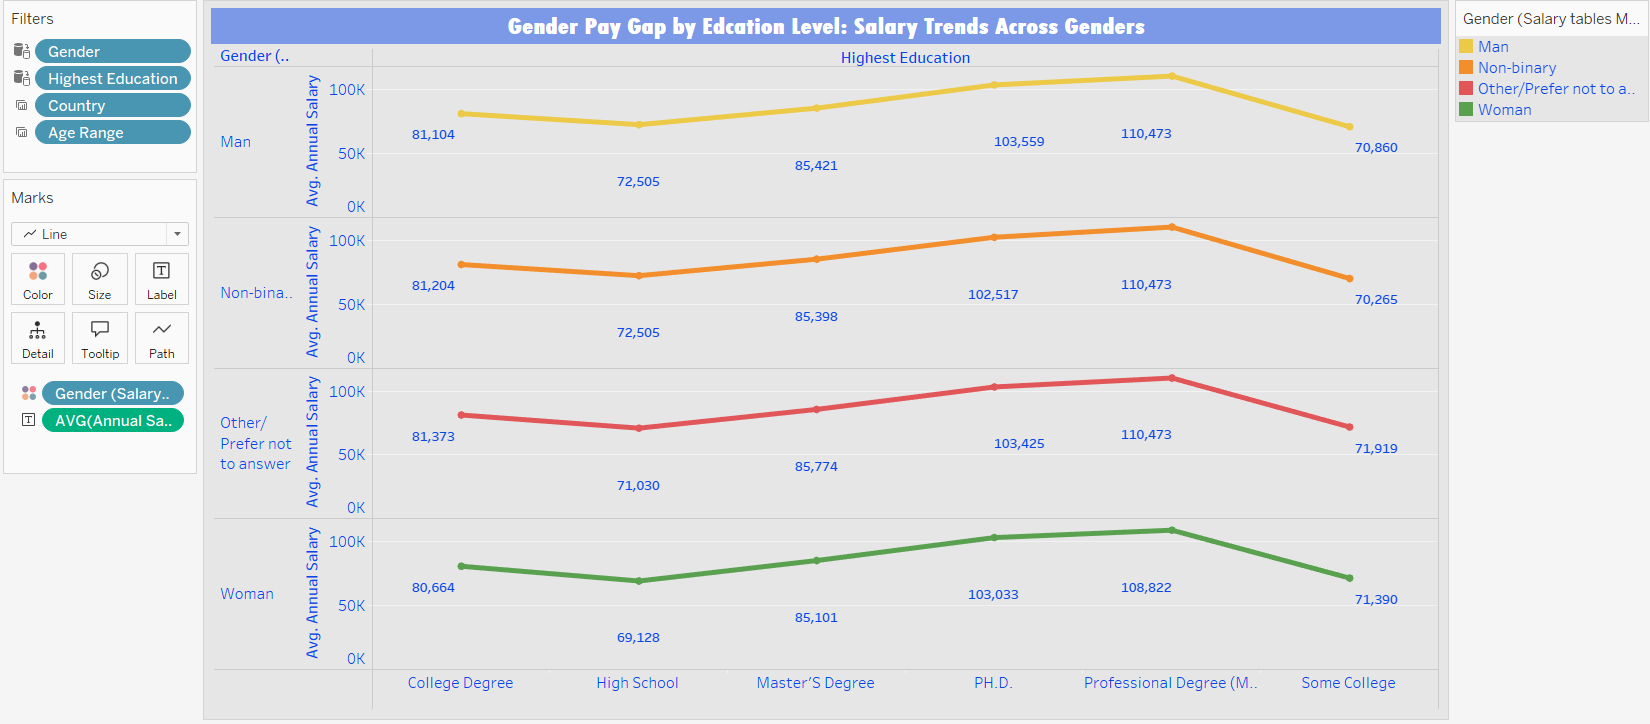 Filters
Gender
Highest Education
Country
Age Range
Marks
Line
Color
Size
Label
Detail
Tooltip
Path
Gender (Salary..
AVG(Annual Sa..
Gender Pay Gap by Edcation Level: Salary Trends Across Genders
Gender (..
Highest Education
Man
Avg. Annual Salary
100K
50K
0K
81,104
72,505
85,421
103,559
110,473
70,860
Non-bina..
Avg. Annual Salary
100K
50K
0K
81,204
72,505
85,398
102,517
110,473
70,265
Other/
Prefer not
to answer
Avg. Annual Salary
100K
50K
0K
81,373
71,030
85,774
103,425
110,473
71,919
Woman
Avg. Annual Salary
100K
50K
0K
80,664
69,128
85,101
103,033
108,822
71,390
College Degree
High School
Master'S Degree
PH.D.
Professional Degree (M..
Some College
Gender (Salary tables M...
Man
Non-binary
Other/Prefer not to a..
Woman